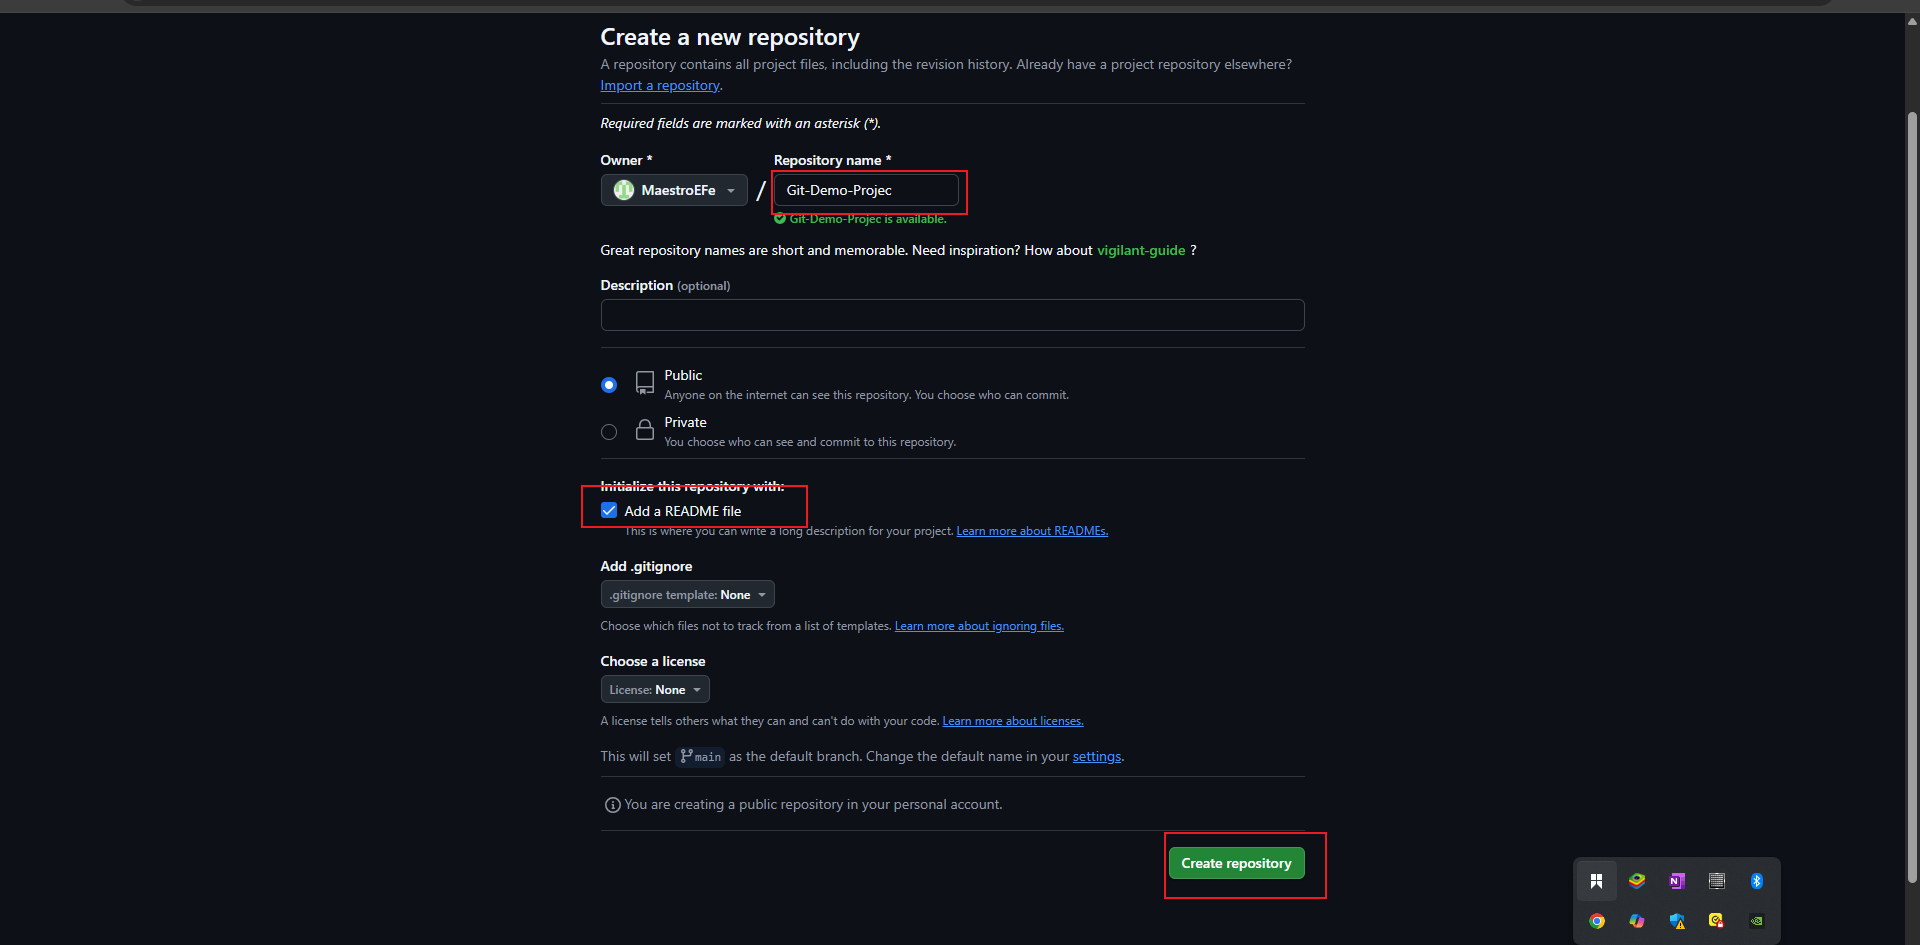 Create a new repository
A repository contains all project files, including the revision history. Already have a project repository elsewhere?
Import a repository.
Required fields are marked with an asterisk (*).
Owner *
Repository name *
MaestroEFe
/
Git-Demo-Projec
Git-Demo-Projec is available.
Great repository names are short and memorable. Need inspiration? How about vigilant-guide ?
Description (optional)
Public
Anyone on the internet can see this repository. You choose who can commit.
Private
You choose who can see and commit to this repository.
Initialize this repository with:
Add a README file
This is where you can write a long description for your project. Learn more about READMEs.
Add .gitignore
.gitignore template: None
Choose which files not to track from a list of templates. Learn more about ignoring files.
Choose a license
License: None
A license tells others what they can and can't do with your code. Learn more about licenses.
This will set main as the default branch. Change the default name in your settings.
You are creating a public repository in your personal account.
Create repository